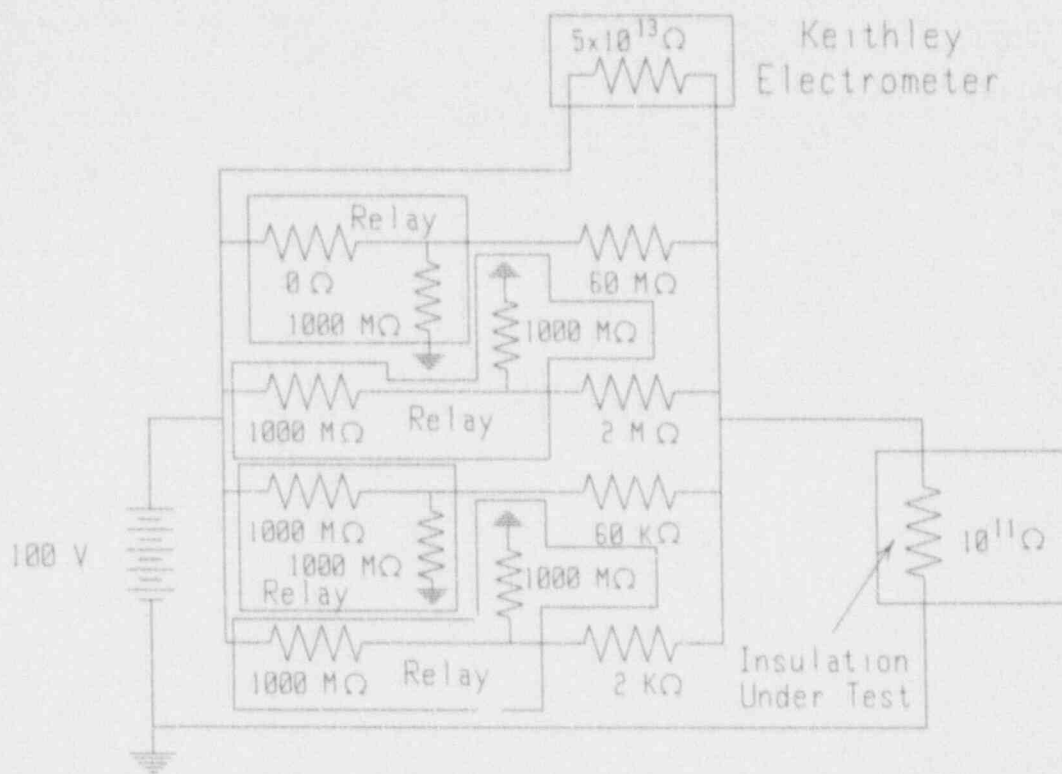 5x10¹³Ω
Keithley
Electrometer
Relay
0 Ω
60 MΩ
1000 MΩ
1000 MΩ
Relay
1000 MΩ
2 MΩ
1000 MΩ
60 KΩ
100 V
1000 MΩ
1000 MΩ
10¹¹Ω
Relay
Relay
1000 MΩ
2 KΩ
Insulation
Under Test